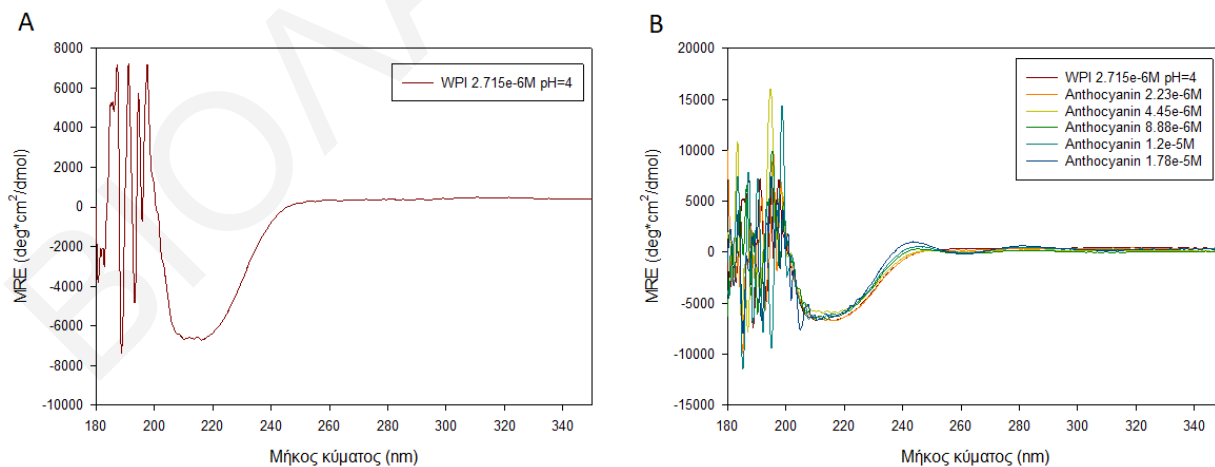 A
MRE (deg*cm²/dmol)
8000
6000
4000
2000
0
-2000
-4000
-6000
-8000
-10000
180 200 220 240 260 280 300 320 340
Μήκος κύματος (nm)
WPI 2.715e-6M pH=4
B
MRE (deg*cm²/dmol)
20000
15000
10000
5000
0
-5000
-10000
-15000
180 200 220 240 260 280 300 320 340
Μήκος κύματος (nm)
WPI 2.715e-6M pH=4
Anthocyanin 2.23e-6M
Anthocyanin 4.45e-6M
Anthocyanin 8.88e-6M
Anthocyanin 1.2e-5M
Anthocyanin 1.78e-5M